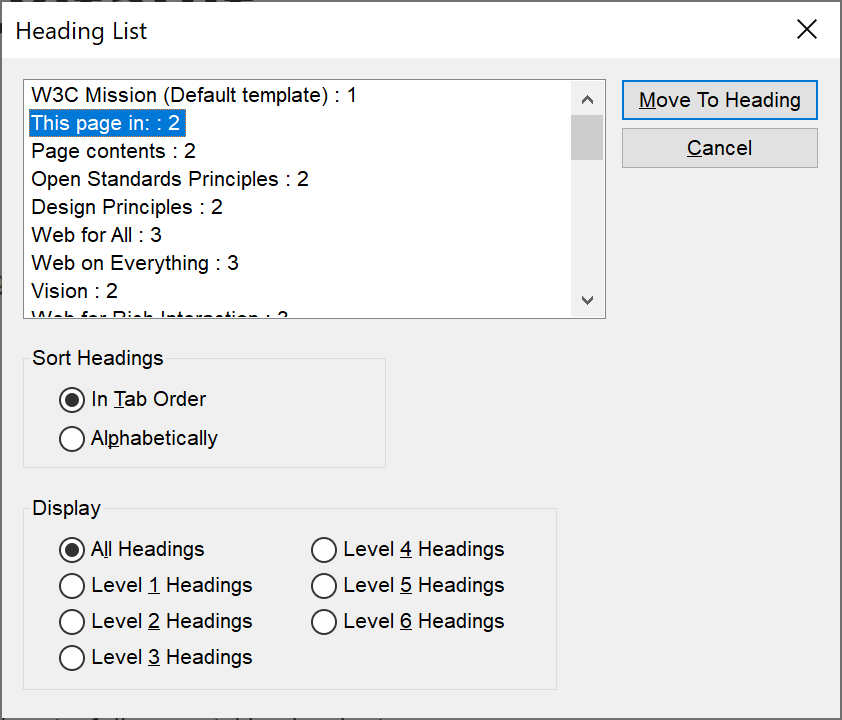 Heading List
W3C Mission (Default template) : 1
This page in: : 2
Page contents : 2
Open Standards Principles : 2
Design Principles : 2
Web for All : 3
Web on Everything : 3
Vision : 2
Web for Rich Interaction : 3
Move To Heading
Cancel
Sort Headings
In Tab Order
Alphabetically
Display
All Headings
Level 1 Headings
Level 2 Headings
Level 3 Headings
Level 4 Headings
Level 5 Headings
Level 6 Headings